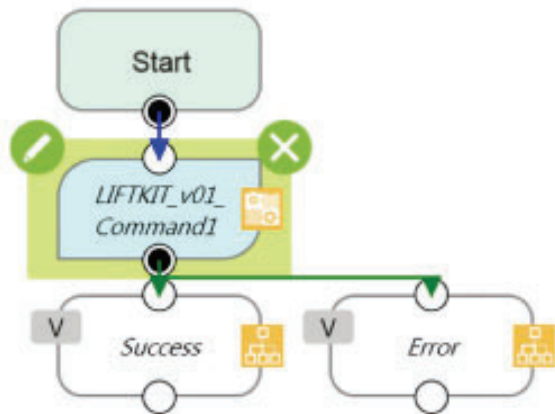 Start
LIFTKIT_v01_
Command1
V
Success
V
Error